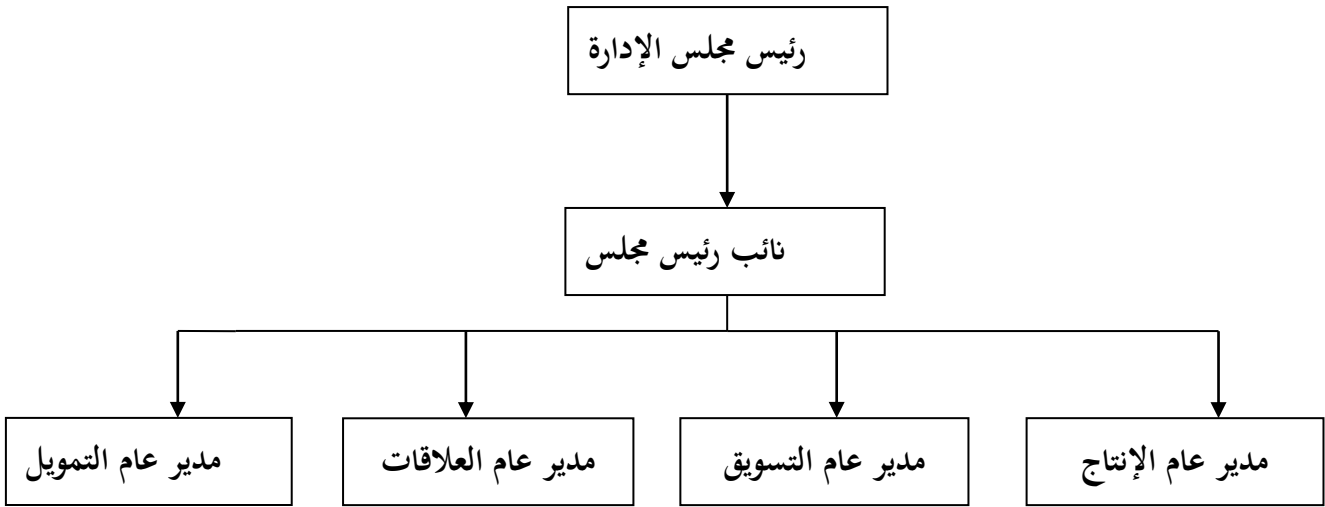 رئيس مجلس الإدارة
نائب رئيس مجلس
مدير عام الإنتاج
مدير عام التسويق
مدير عام العلاقات
مدير عام التمويل